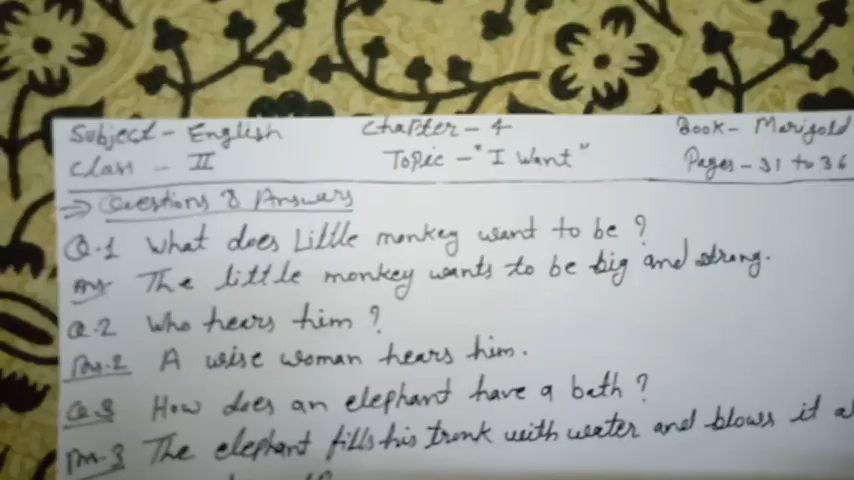 Subject - English Chapter - 4 Book - Marigold
Class - II Topic - "I Want" Pages - 31 to 36
⇒ Questions & Answers
Q.1 What does Little monkey want to be ?
Ans The little monkey wants to be big and strong.
Q.2 Who hears him ?
Ans.2 A wise woman hears him.
Q.3 How does an elephant have a bath ?
Ans.3 The elephant fills his trunk with water and blows it